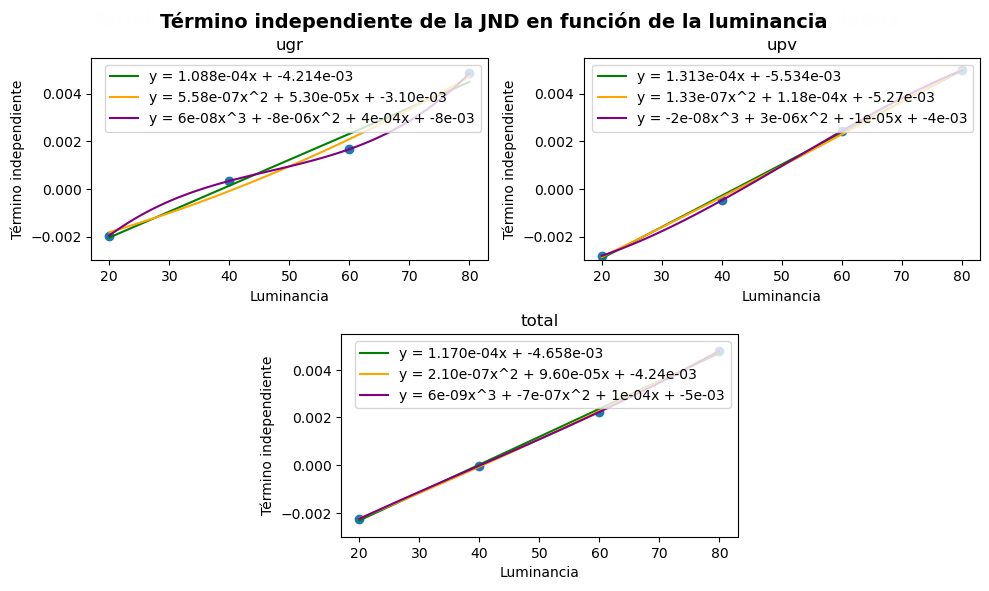 Término independiente de la JND en función de la luminancia
ugr
y = 1.088e-04x + -4.214e-03
y = 5.58e-07x^2 + 5.30e-05x + -3.10e-03
y = 6e-08x^3 + -8e-06x^2 + 4e-04x + -8e-03
Término independiente
0.004
0.002
0.000
−0.002
20 30 40 50 60 70 80
Luminancia
upv
y = 1.313e-04x + -5.534e-03
y = 1.33e-07x^2 + 1.18e-04x + -5.27e-03
y = -2e-08x^3 + 3e-06x^2 + -1e-05x + -4e-03
Término independiente
0.004
0.002
0.000
−0.002
20 30 40 50 60 70 80
Luminancia
total
y = 1.170e-04x + -4.658e-03
y = 2.10e-07x^2 + 9.60e-05x + -4.24e-03
y = 6e-09x^3 + -7e-07x^2 + 1e-04x + -5e-03
Término independiente
0.004
0.002
0.000
−0.002
20 30 40 50 60 70 80
Luminancia